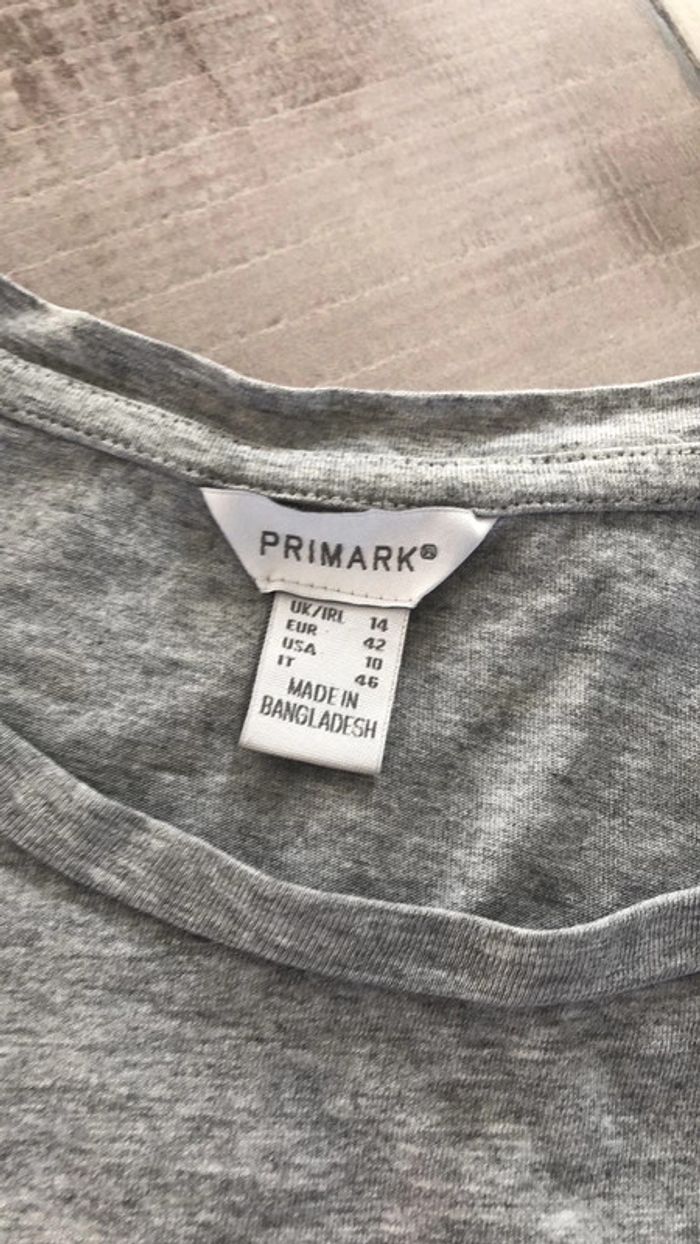 PRIMARK®
UK/IRL 14
EUR 42
USA 10
IT 46
MADE IN
BANGLADESH